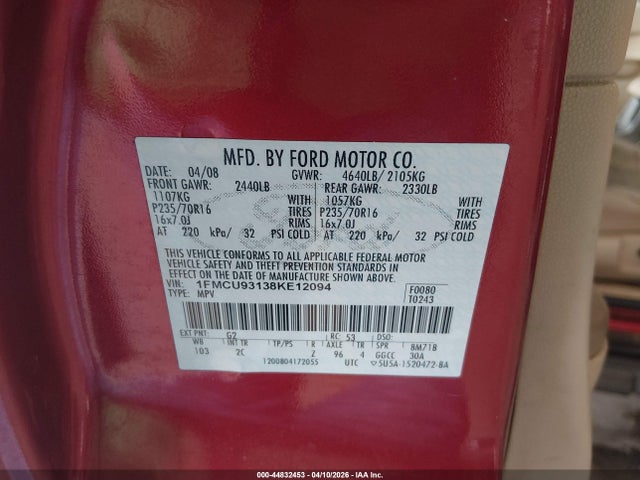 MFD. BY FORD MOTOR CO.
DATE: 04/08 GVWR: 4640LB/ 2105KG
FRONT GAWR: 2440LB REAR GAWR: 2330LB
1107KG WITH 1057KG WITH
P235/70R16 TIRES P235/70R16 TIRES
16x7.0J RIMS 16x7.0J RIMS
AT 220 kPa/ 32 PSI COLD AT 220 kPa/ 32 PSI COLD
THIS VEHICLE CONFORMS TO ALL APPLICABLE FEDERAL MOTOR
VEHICLE SAFETY AND THEFT PREVENTION STANDARDS IN
EFFECT ON THE DATE OF MANUFACTURE SHOWN ABOVE.
VIN: 1FMCU93138KE12094 F0080
TYPE: MPV T0243
EXT PNT: G2 RC: 53 DSO:
WB INT TR TP/PS R AXLE TR SPR 8M71B
103 2C Z 96 4 GGCC 30A
1200804172055 UTC 5U5A-1520472-BA
Ford
000-44832453 - 04/10/2026 - IAA Inc.